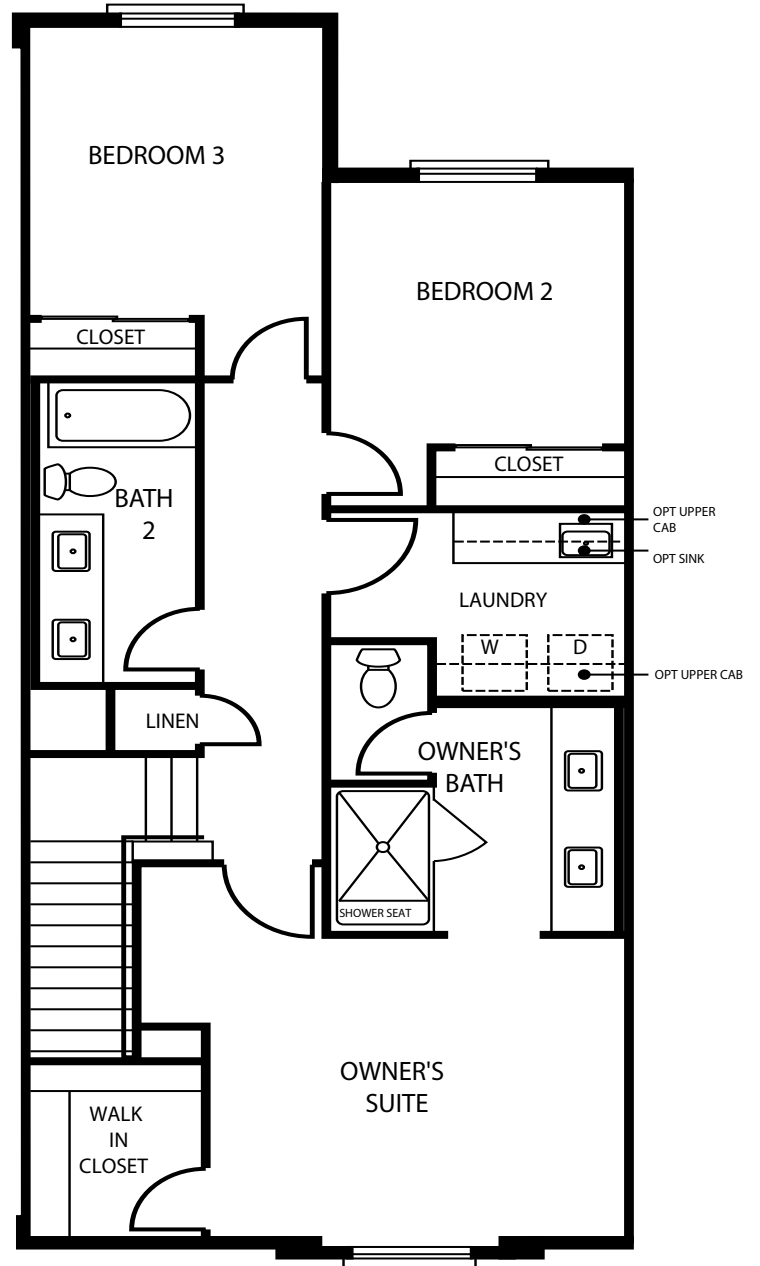 BEDROOM 3
BEDROOM 2
CLOSET
CLOSET
BATH
2
OPT UPPER
CAB
OPT SINK
LAUNDRY
W
D
OPT UPPER CAB
LINEN
OWNER'S
BATH
SHOWER SEAT
OWNER'S
SUITE
WALK
IN
CLOSET